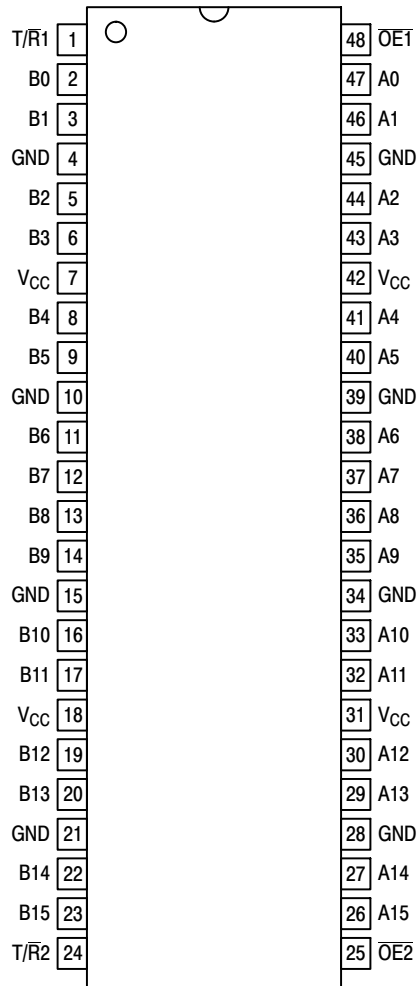 T/R̅1 1 48 O̅E̅1
B0 2 47 A0
B1 3 46 A1
GND 4 45 GND
B2 5 44 A2
B3 6 43 A3
VCC 7 42 VCC
B4 8 41 A4
B5 9 40 A5
GND 10 39 GND
B6 11 38 A6
B7 12 37 A7
B8 13 36 A8
B9 14 35 A9
GND 15 34 GND
B10 16 33 A10
B11 17 32 A11
VCC 18 31 VCC
B12 19 30 A12
B13 20 29 A13
GND 21 28 GND
B14 22 27 A14
B15 23 26 A15
T/R̅2 24 25 O̅E̅2